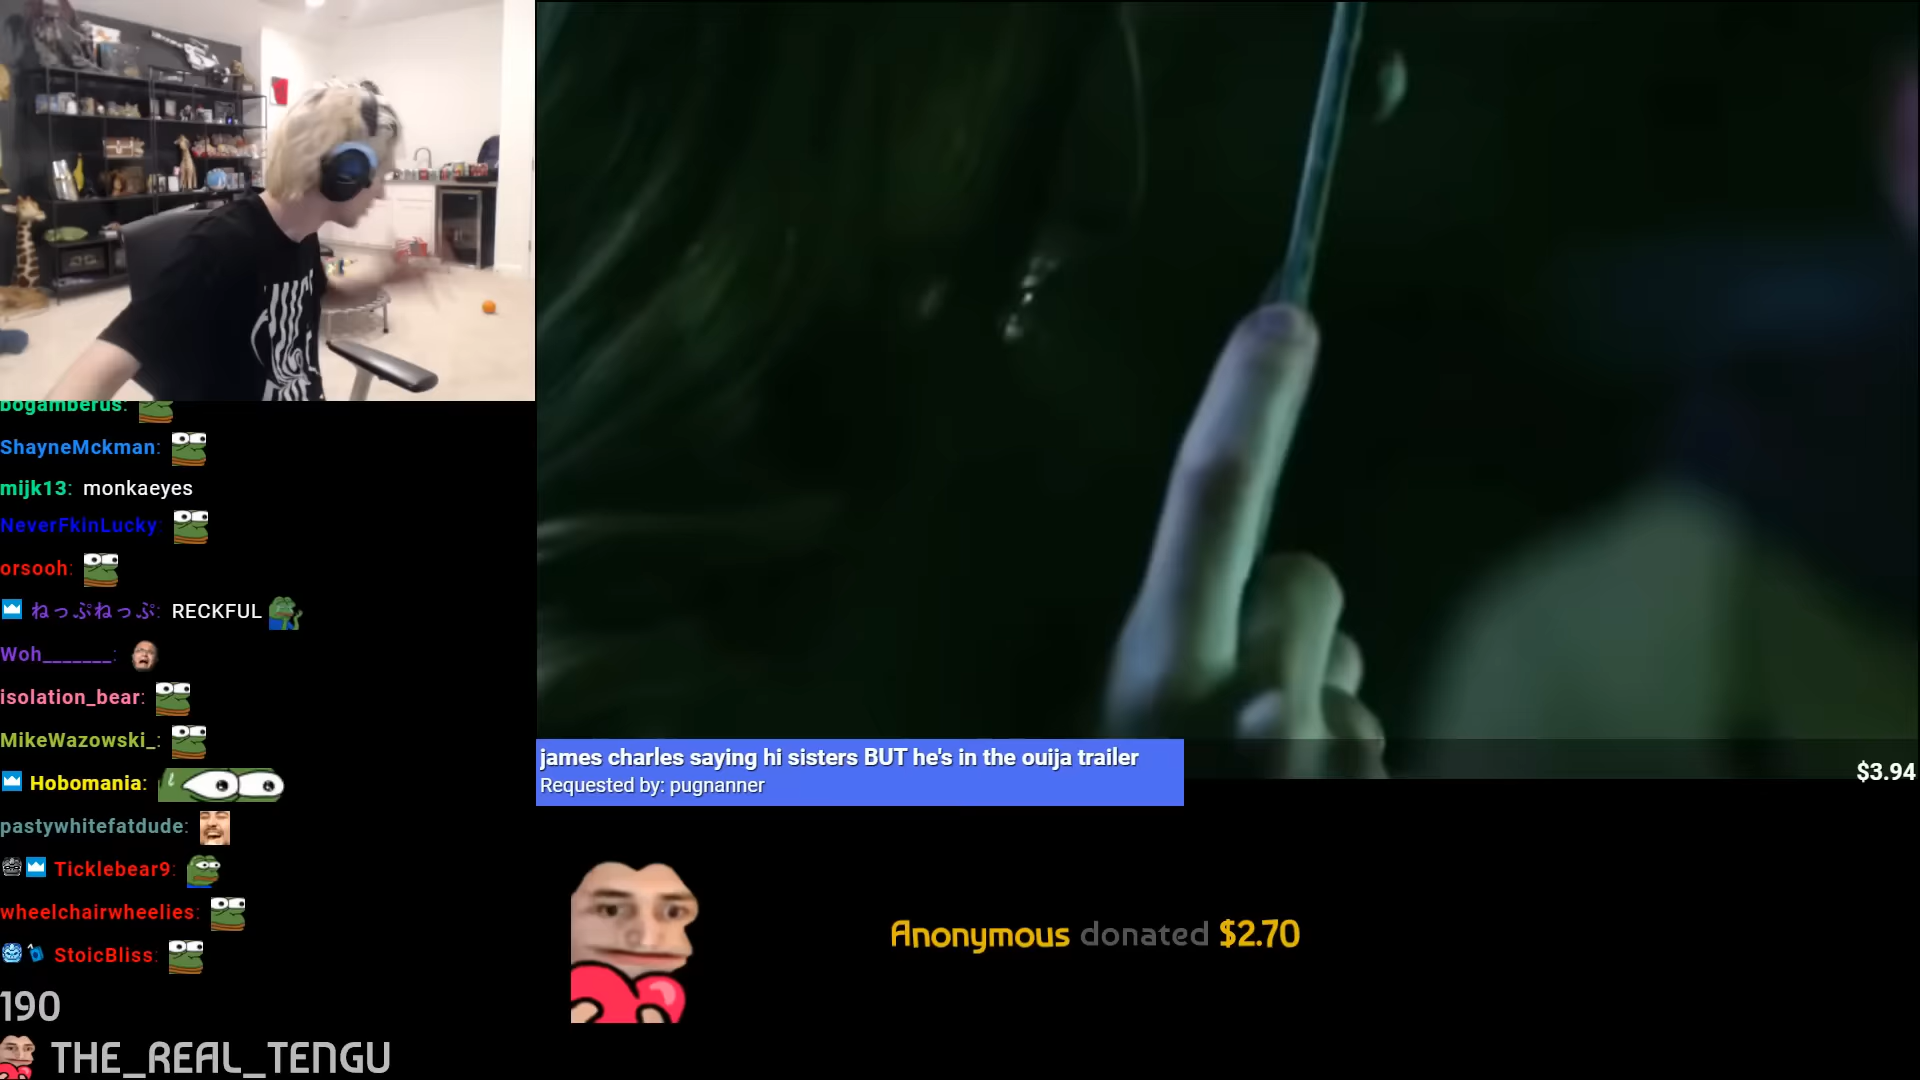 bogamberus:
ShayneMckman:
mijk13: monkaeyes
NeverFkinLucky:
orsooh:
ねっぷねっぷ: RECKFUL
Woh_______:
isolation_bear:
MikeWazowski_:
Hobomania:
pastywhitefatdude:
Ticklebear9:
wheelchairwheelies:
StoicBliss:
190
THE_REAL_TENGU
james charles saying hi sisters BUT he's in the ouija trailer
Requested by: pugnanner
$3.94
Anonymous donated $2.70